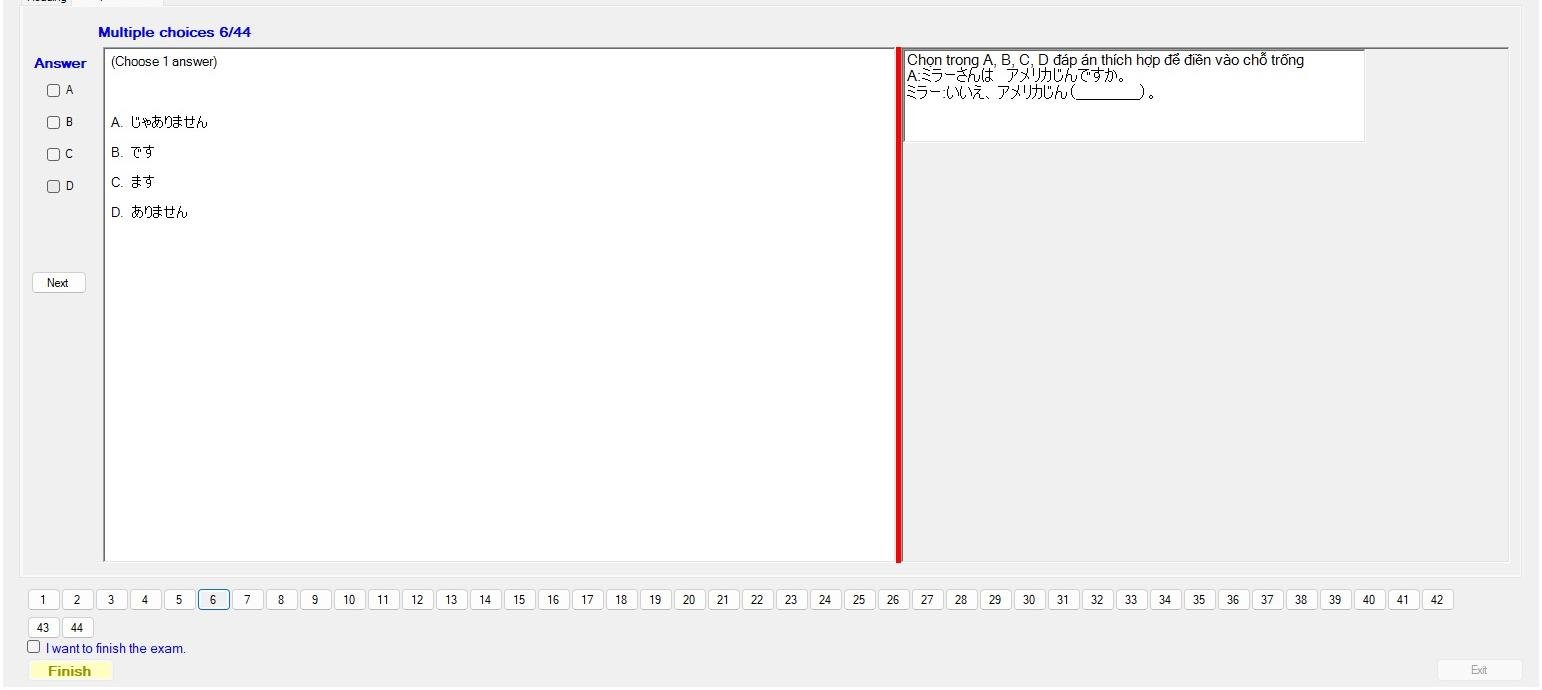 Multiple choices 6/44
Answer
(Choose 1 answer)
A
B
C
D
A. じゃありません
B. です
C. ます
D. ありません
Next
Chọn trong A, B, C, D đáp án thích hợp để điền vào chỗ trống
A:ミラーさんは　アメリカじんですか。
ミラー:いいえ、アメリカじん(________)。
1 2 3 4 5 6 7 8 9 10 11 12 13 14 15 16 17 18 19 20 21 22 23 24 25 26 27 28 29 30 31 32 33 34 35 36 37 38 39 40 41 42
43 44
I want to finish the exam.
Finish
Exit